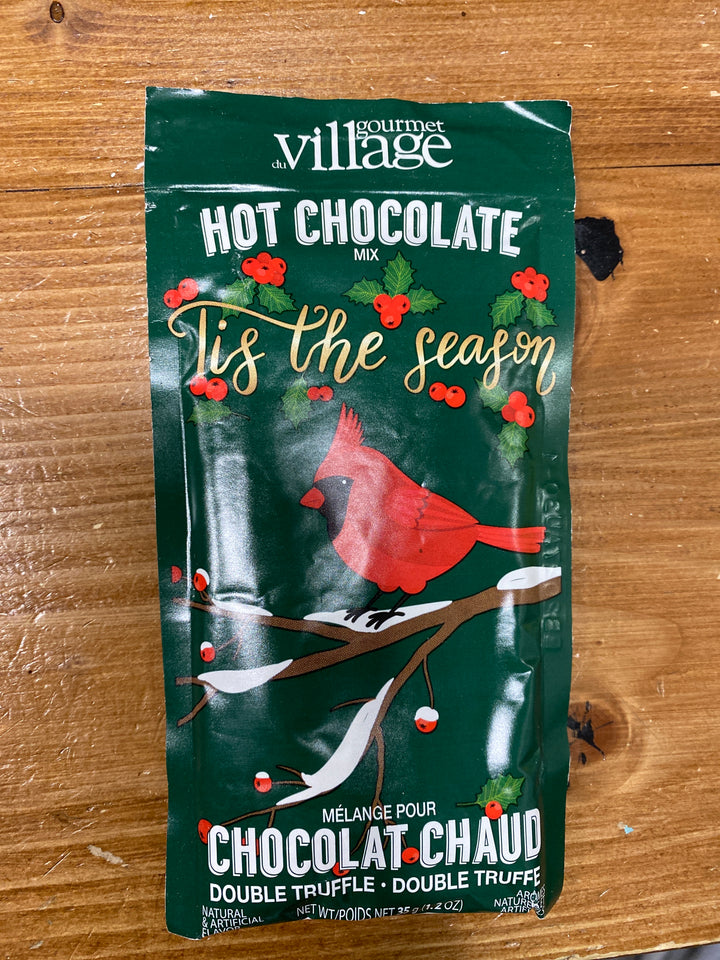 gourmet
du village
HOT CHOCOLATE
MIX
'Tis the season
MÉLANGE POUR
CHOCOLAT CHAUD
DOUBLE TRUFFLE • DOUBLE TRUFFE
NATURAL
& ARTIFICIAL
FLAVOR
NET WT/POIDS NET 35 g (1.2 OZ)